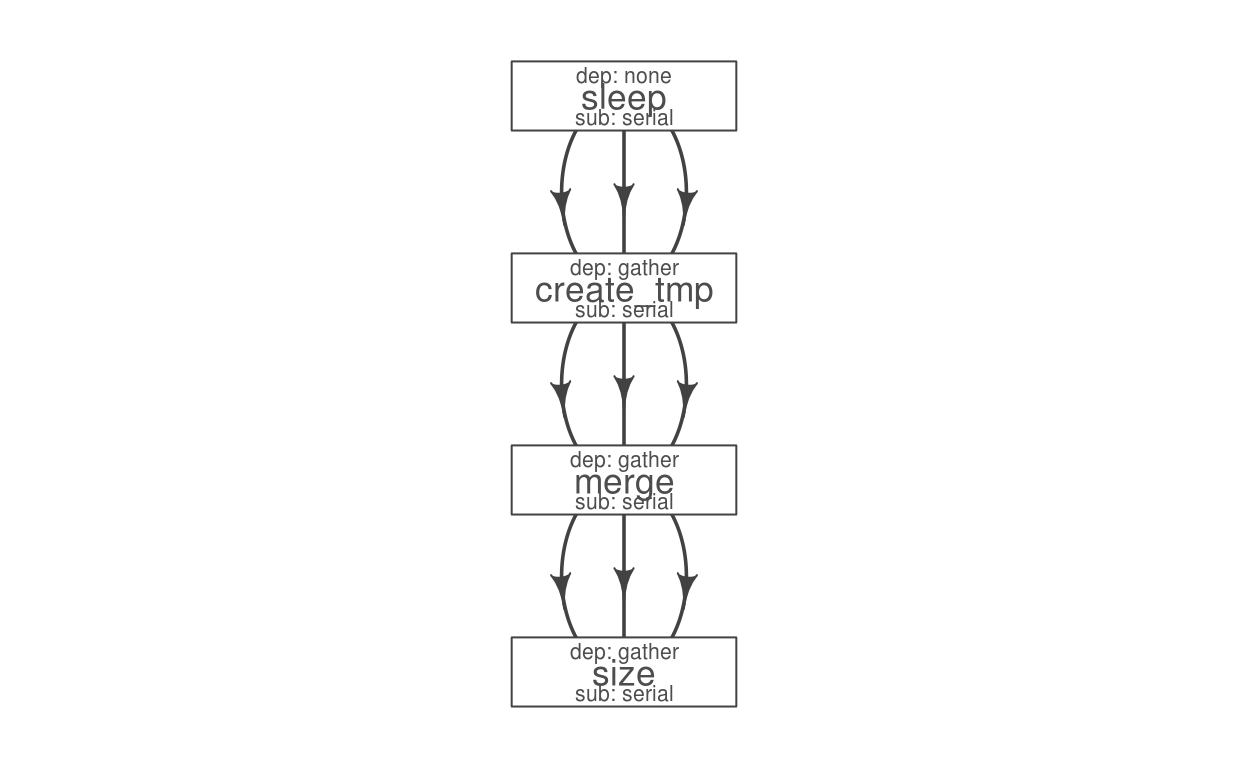 dep: none
sleep
sub: serial
dep: gather
create_tmp
sub: serial
dep: gather
merge
sub: serial
dep: gather
size
sub: serial